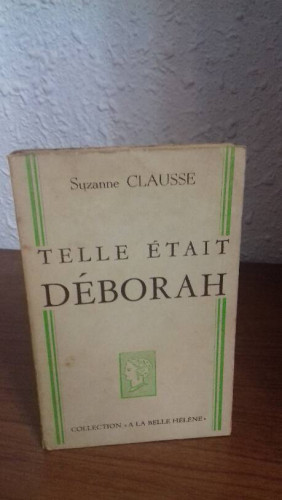 Suzanne CLAUSSE
TELLE ÉTAIT
DÉBORAH
COLLECTION « A LA BELLE HÉLÈNE »